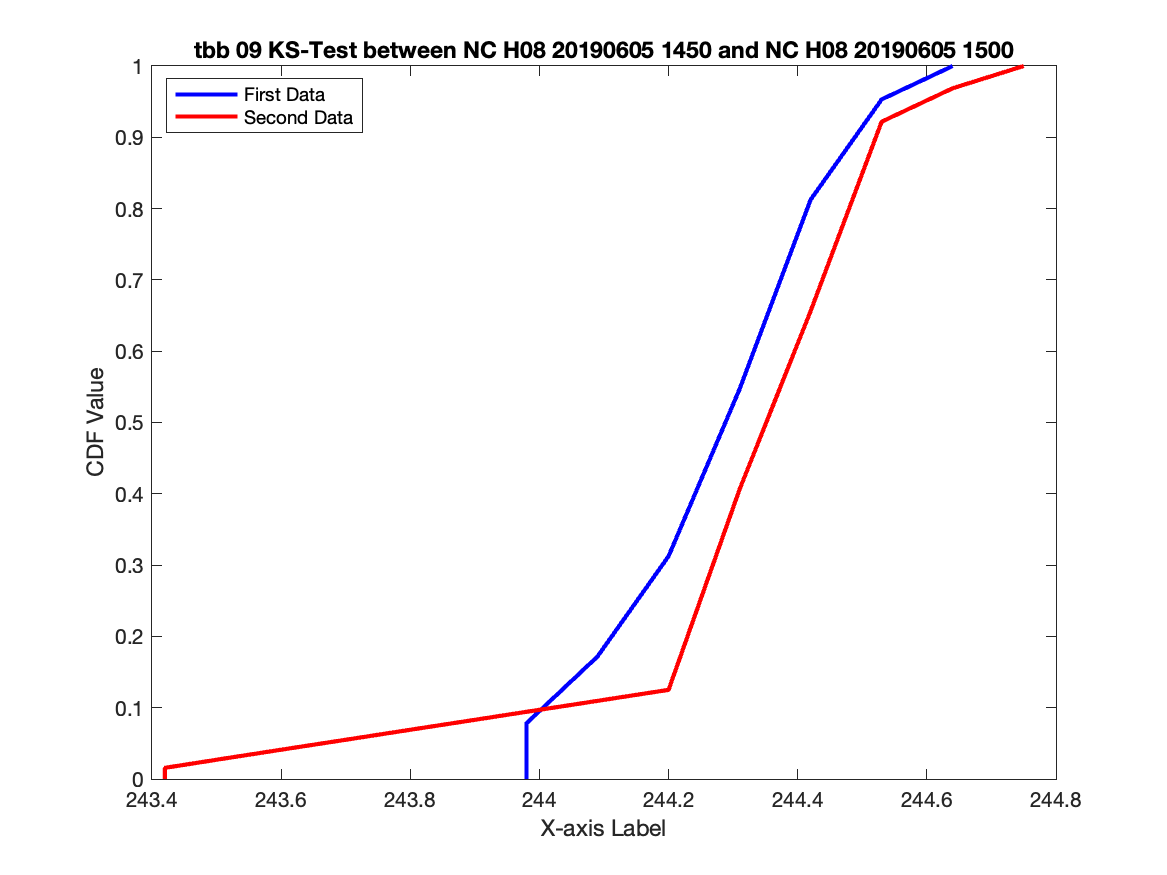 tbb 09 KS-Test between NC H08 20190605 1450 and NC H08 20190605 1500
First Data
Second Data
1
0.9
0.8
0.7
0.6
0.5
0.4
0.3
0.2
0.1
0
CDF Value
243.4 243.6 243.8 244 244.2 244.4 244.6 244.8
X-axis Label